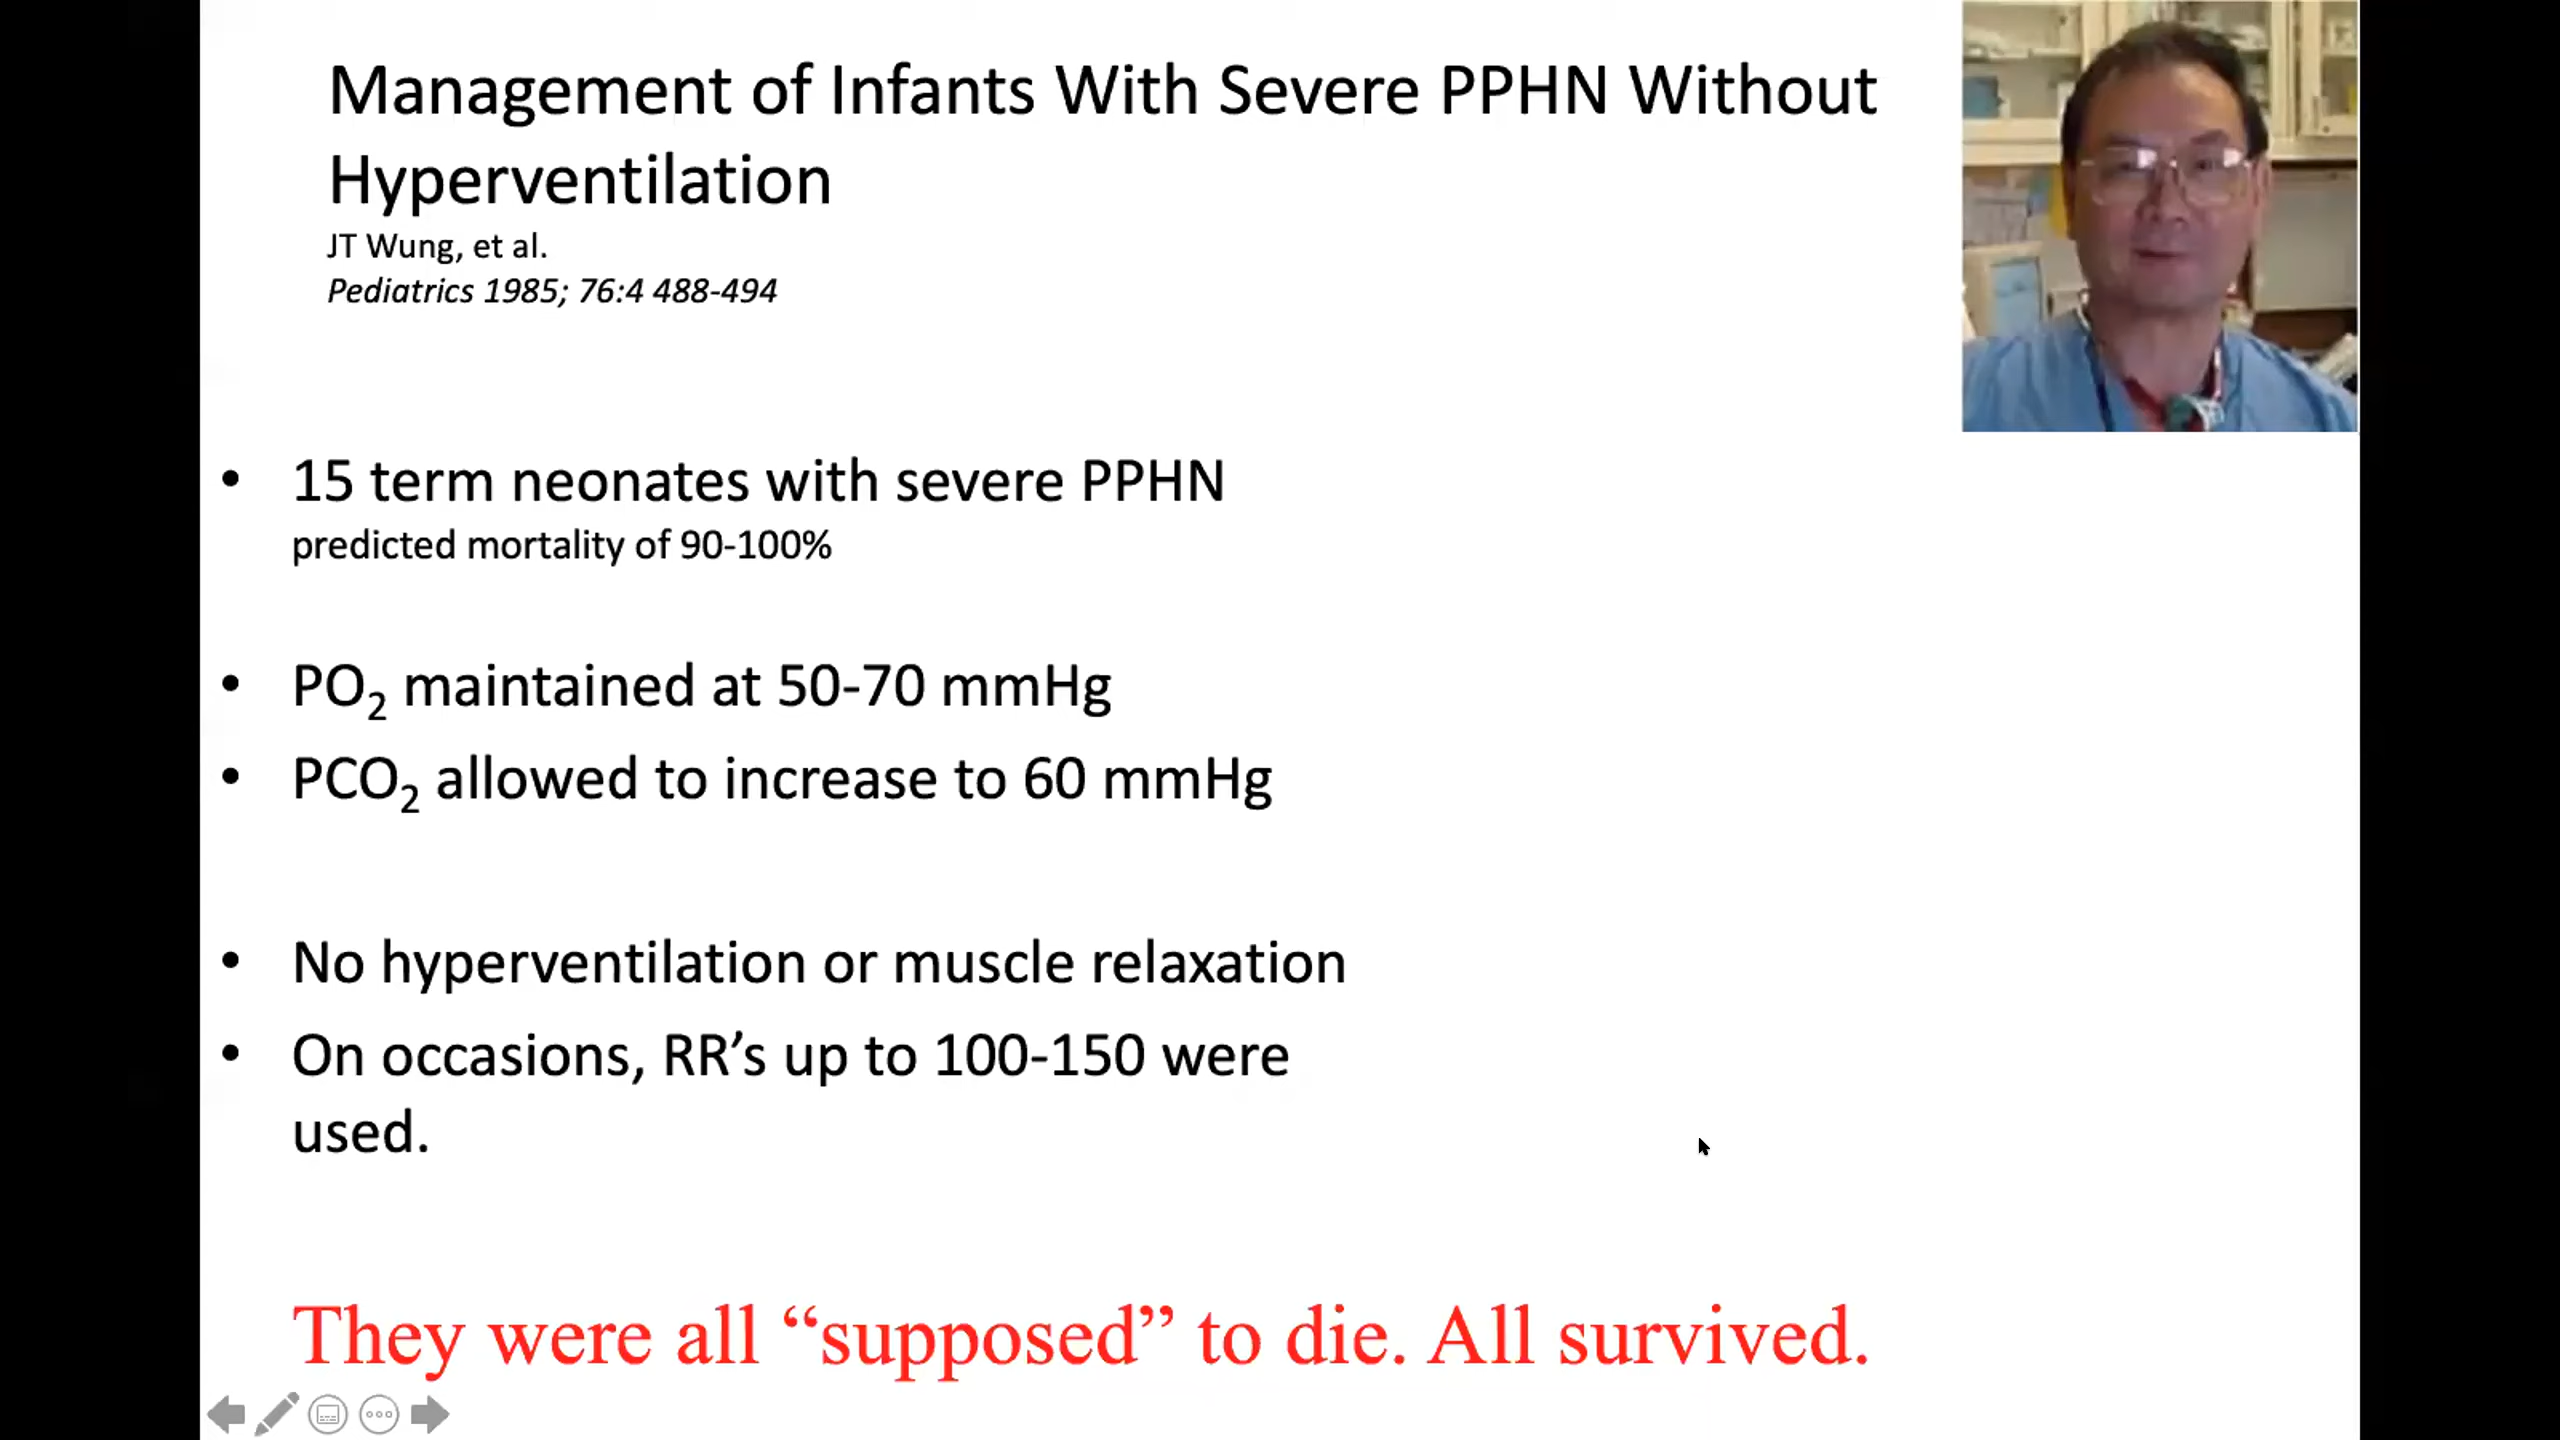 Management of Infants With Severe PPHN Without
Hyperventilation
JT Wung, et al.
Pediatrics 1985; 76:4 488-494
• 15 term neonates with severe PPHN
predicted mortality of 90-100%
• PO₂ maintained at 50-70 mmHg
• PCO₂ allowed to increase to 60 mmHg
• No hyperventilation or muscle relaxation
• On occasions, RR’s up to 100-150 were
used.
They were all “supposed” to die. All survived.